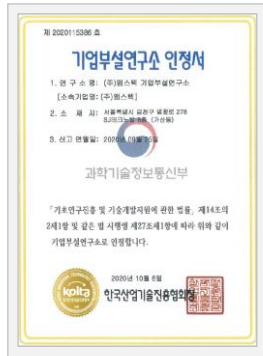 제 2020115386 호
기업부설연구소 인정서
1. 연 구 소 명: (주)웜스텍 기업부설연구소
[소속기업명: (주)웜스텍]
2. 소 재 지: 서울특별시 금천구 벚꽃로 278
SJ테크노빌 (가산동)
3. 신고 연월일: 2020년
과학기술정보통신부
「기초연구진흥 및 기술개발지원에 관한 법률」 제14조의
2제1항 및 같은 법 시행령 제27조제1항에 따라 위와 같이
기업부설연구소로 인정합니다.
2020년 10월 6일
한국산업기술진흥협회장
koita